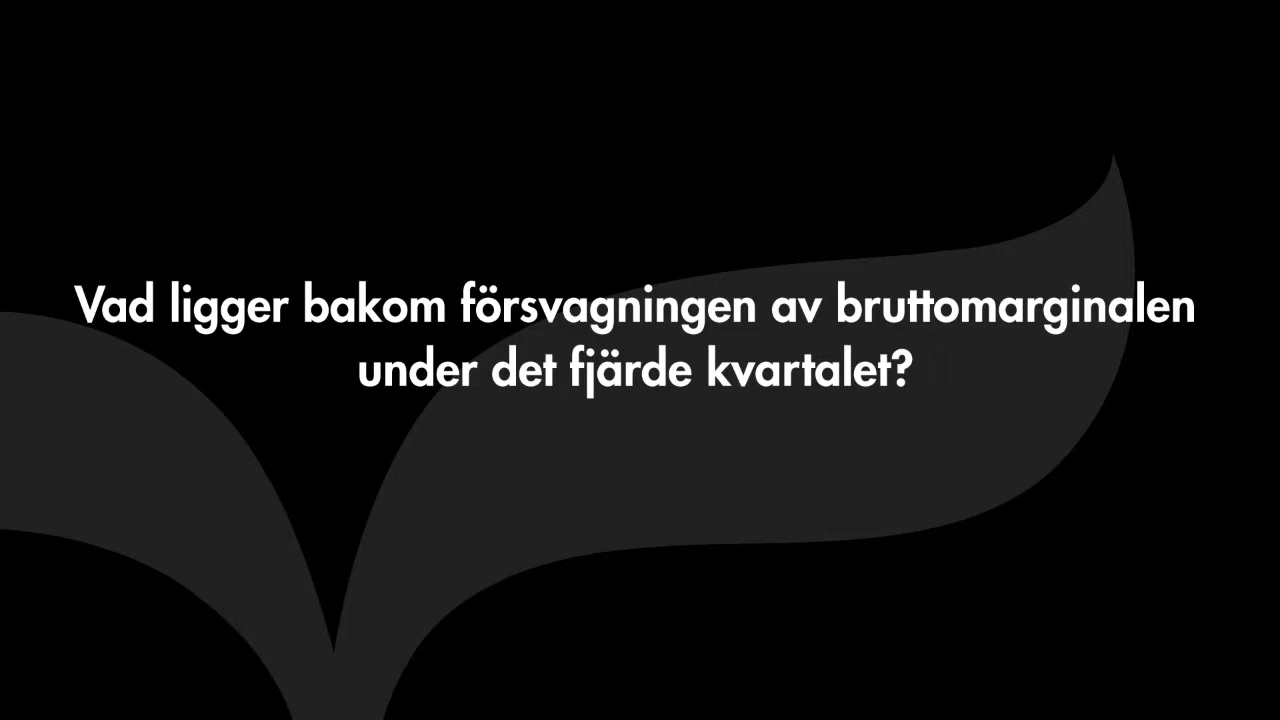 Vad ligger bakom försvagningen av bruttomarginalen
under det fjärde kvartalet?